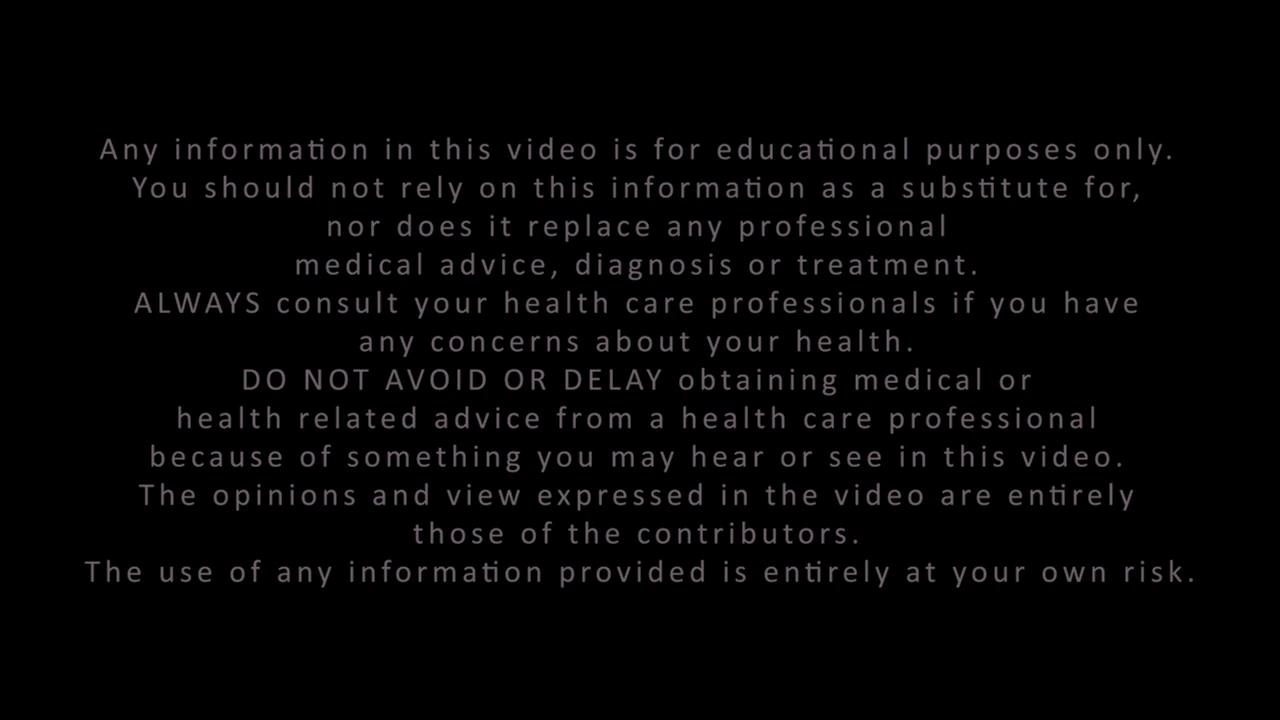 Any information in this video is for educational purposes only.
You should not rely on this information as a substitute for,
nor does it replace any professional
medical advice, diagnosis or treatment.
ALWAYS consult your health care professionals if you have
any concerns about your health.
DO NOT AVOID OR DELAY obtaining medical or
health related advice from a health care professional
because of something you may hear or see in this video.
The opinions and view expressed in the video are entirely
those of the contributors.
The use of any information provided is entirely at your own risk.